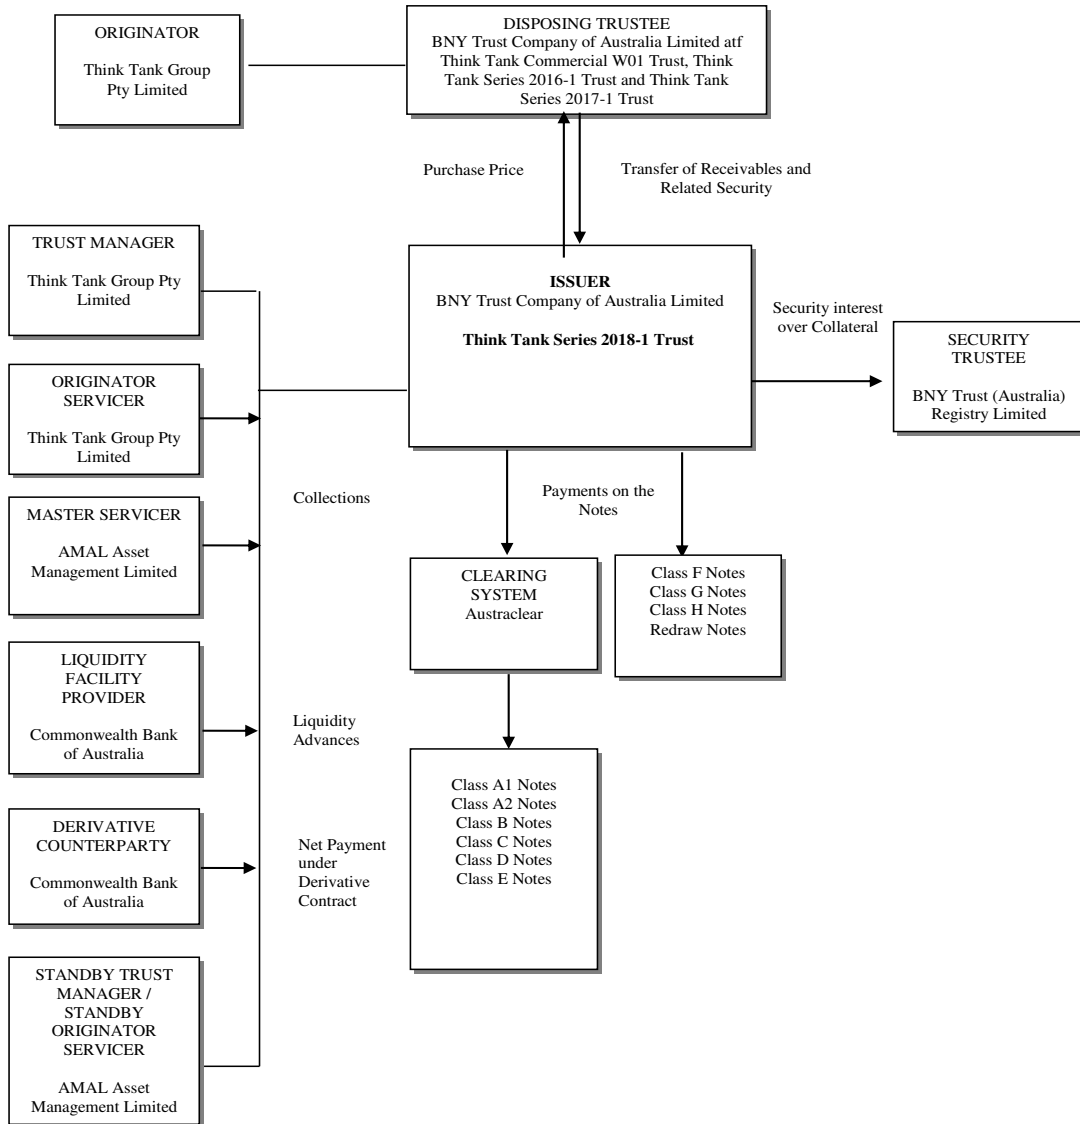 ORIGINATOR
Think Tank Group
Pty Limited
DISPOSING TRUSTEE
BNY Trust Company of Australia Limited atf
Think Tank Commercial W01 Trust, Think
Tank Series 2016-1 Trust and Think Tank
Series 2017-1 Trust
Purchase Price
Transfer of Receivables and
Related Security
TRUST MANAGER
Think Tank Group Pty
Limited
ISSUER
BNY Trust Company of Australia Limited
Think Tank Series 2018-1 Trust
Security interest
over Collateral
SECURITY
TRUSTEE
BNY Trust (Australia)
Registry Limited
ORIGINATOR
SERVICER
Think Tank Group Pty
Limited
MASTER SERVICER
AMAL Asset
Management Limited
Collections
Payments on the
Notes
CLEARING
SYSTEM
Austraclear
Class F Notes
Class G Notes
Class H Notes
Redraw Notes
LIQUIDITY
FACILITY
PROVIDER
Commonwealth Bank
of Australia
Liquidity
Advances
Class A1 Notes
Class A2 Notes
Class B Notes
Class C Notes
Class D Notes
Class E Notes
DERIVATIVE
COUNTERPARTY
Commonwealth Bank
of Australia
Net Payment
under
Derivative
Contract
STANDBY TRUST
MANAGER /
STANDBY
ORIGINATOR
SERVICER
AMAL Asset
Management Limited